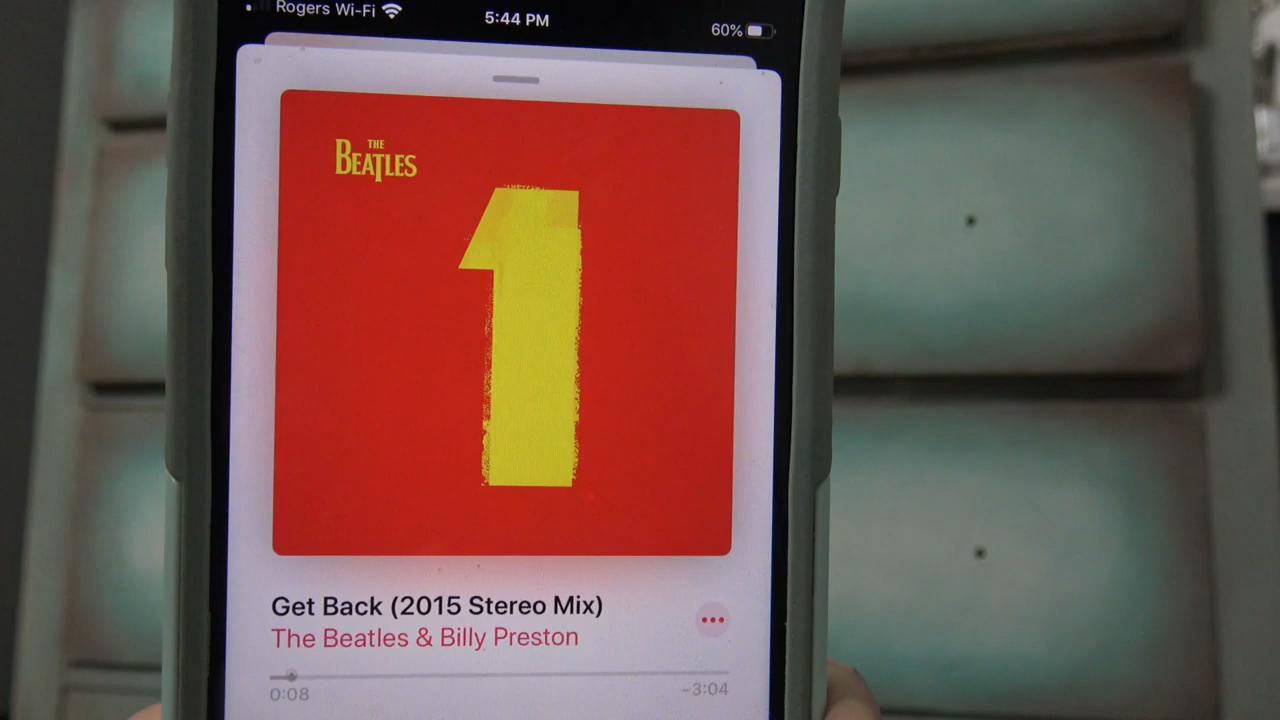 Rogers Wi-Fi
5:44 PM
60%
THE
BEATLES
1
Get Back (2015 Stereo Mix)
The Beatles & Billy Preston
0:08
-3:04